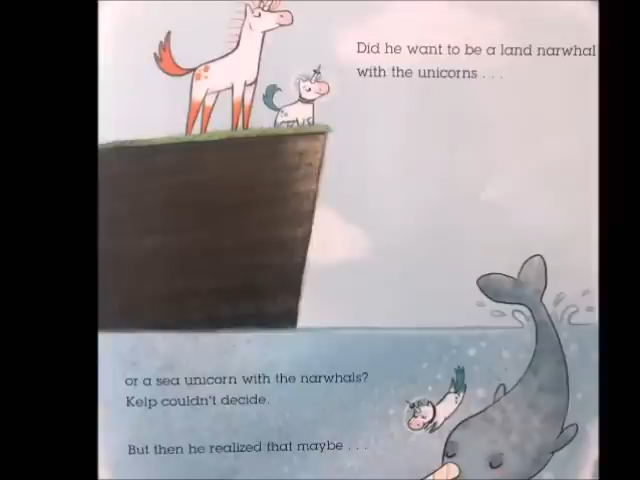 Did he want to be a land narwhal
with the unicorns . . .
or a sea unicorn with the narwhals?
Kelp couldn't decide.
But then he realized that maybe . . .